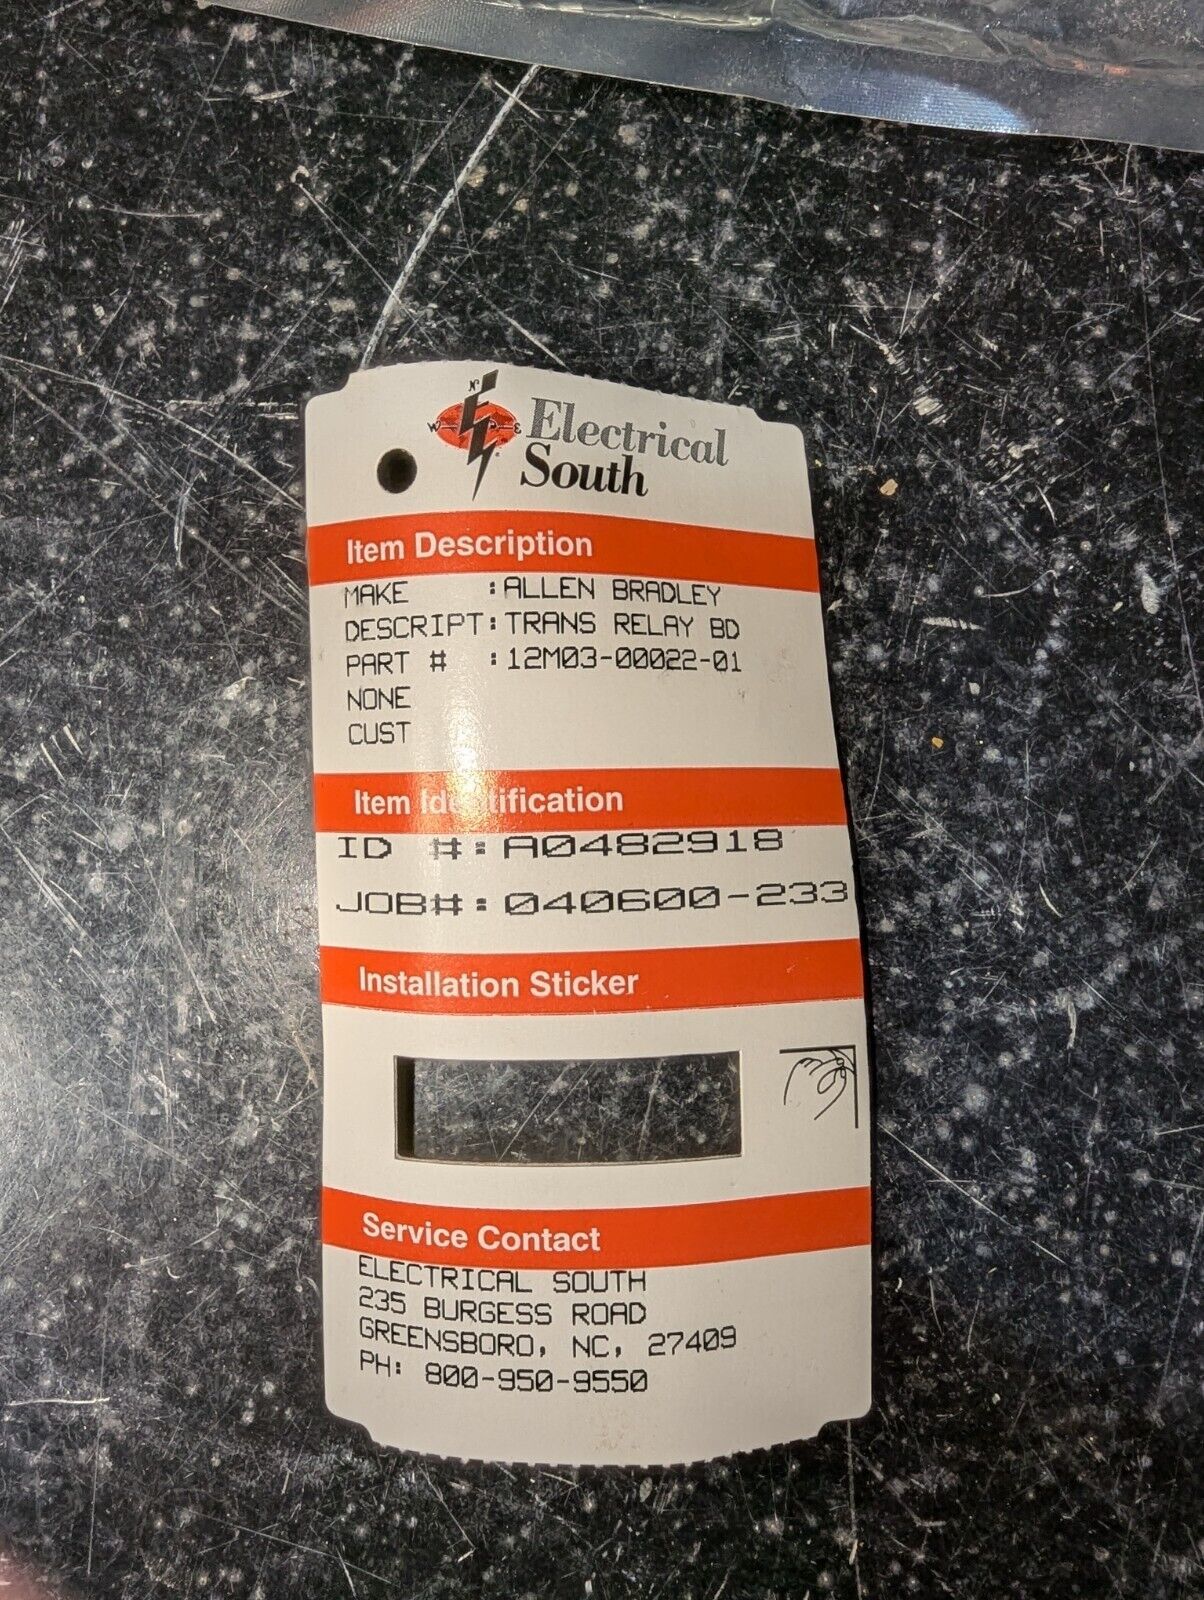 N
W E
Electrical
South
Item Description
MAKE :ALLEN BRADLEY
DESCRIPT:TRANS RELAY BD
PART # :12M03-00022-01
NONE
CUST
Item Identification
ID #:A0482918
JOB#:040600-233
Installation Sticker
Service Contact
ELECTRICAL SOUTH
235 BURGESS ROAD
GREENSBORO, NC, 27409
PH: 800-950-9550